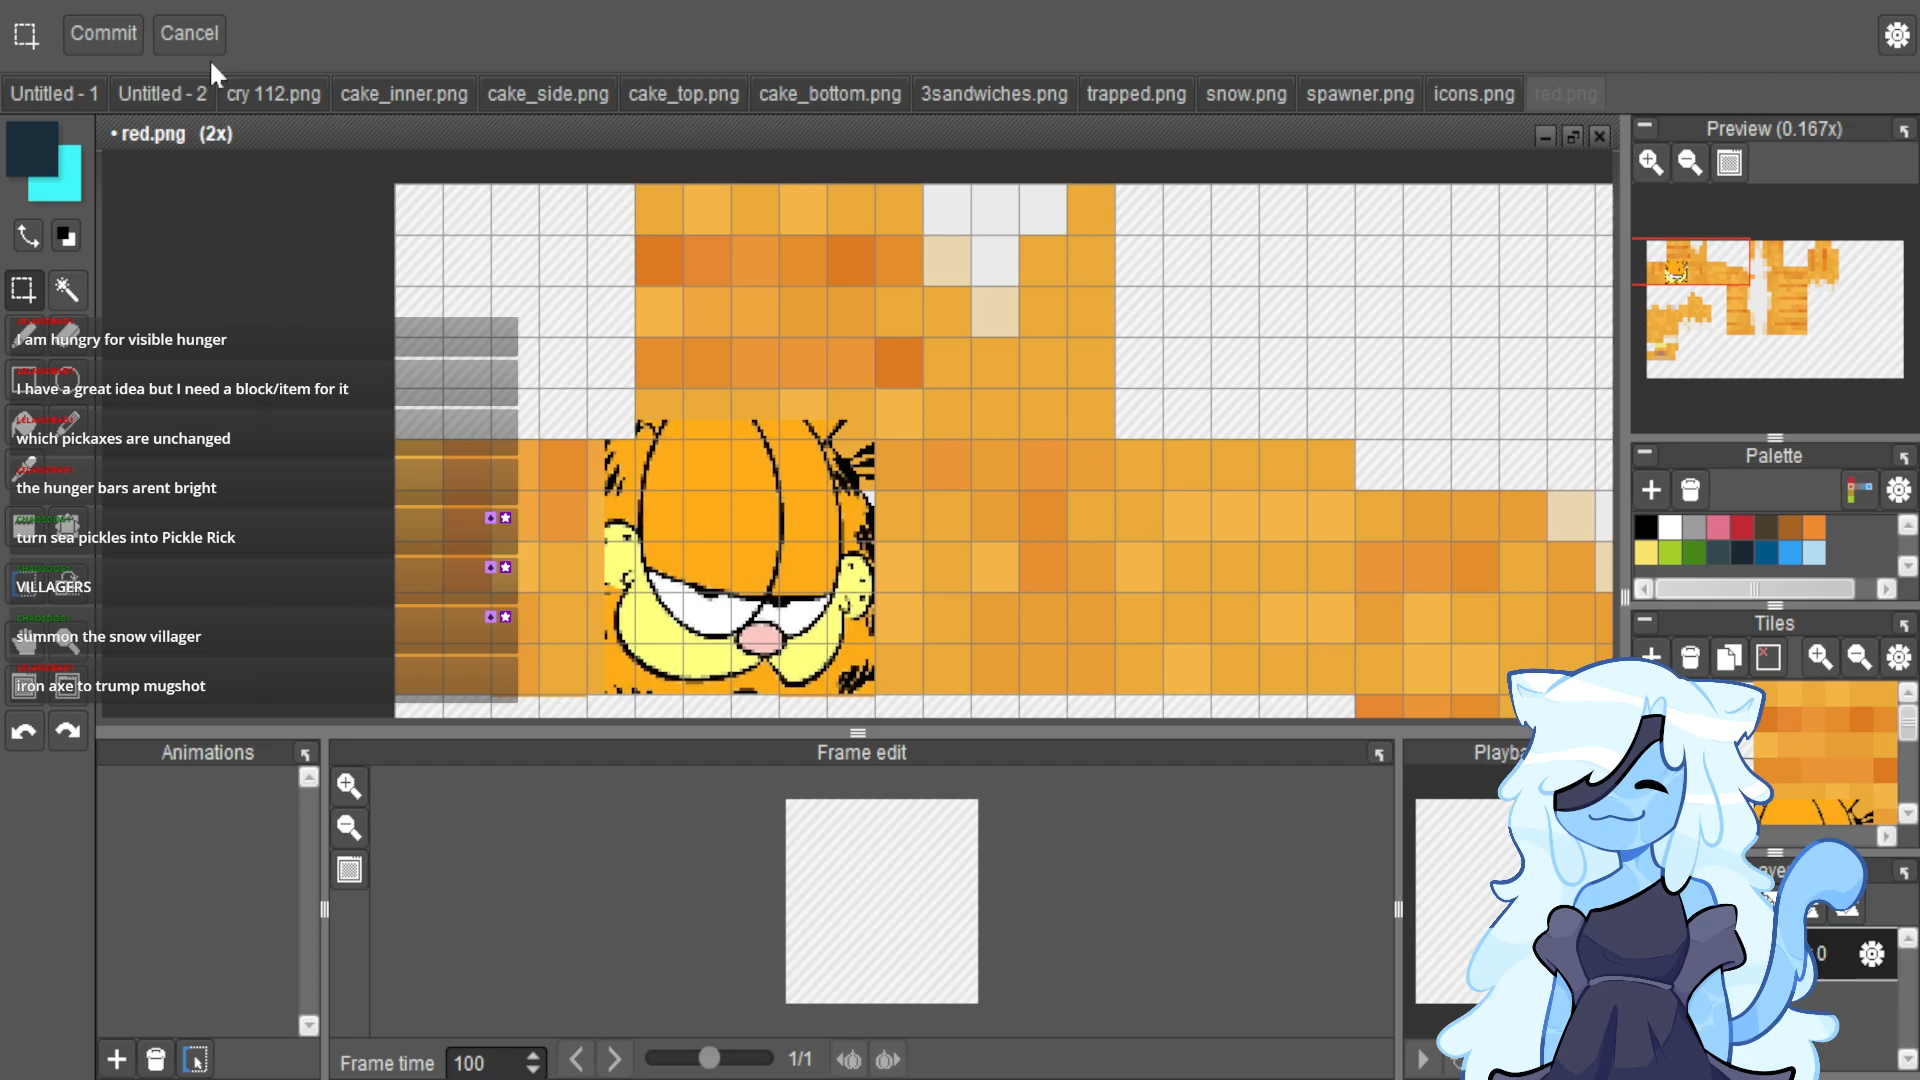 Commit Cancel
Untitled - 1 Untitled - 2 cry 112.png cake_inner.png cake_side.png cake_top.png cake_bottom.png 3sandwiches.png trapped.png snow.png spawner.png icons.png red.png
• red.png (2x)
Preview (0.167x)
I am hungry for visible hunger
I have a great idea but I need a block/item for it
which pickaxes are unchanged
the hunger bars arent bright
turn sea pickles into Pickle Rick
VILLAGERS
summon the snow villager
iron axe to trump mugshot
Palette
Tiles
Animations
Frame edit
Frame time 100
1/1
0